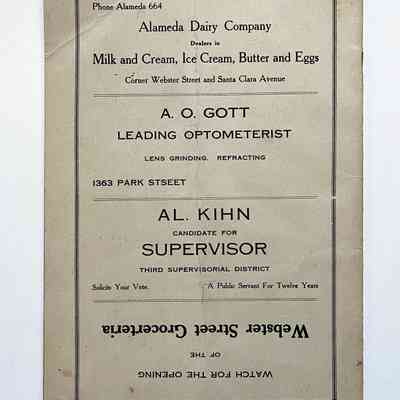 Phone Alameda 664
Alameda Dairy Company
Dealers in
Milk and Cream, Ice Cream, Butter and Eggs
Corner Webster Street and Santa Clara Avenue
A. O. GOTT
LEADING OPTOMETERIST
LENS GRINDING. REFRACTING
1363 PARK STSEET
AL. KIHN
CANDIDATE FOR
SUPERVISOR
THIRD SUPERVISORIAL DISTRICT
Solicite Your Vote. A Public Servant For Twelve Years
WATCH FOR THE OPENING
OF THE
Webster Street Grocerteria